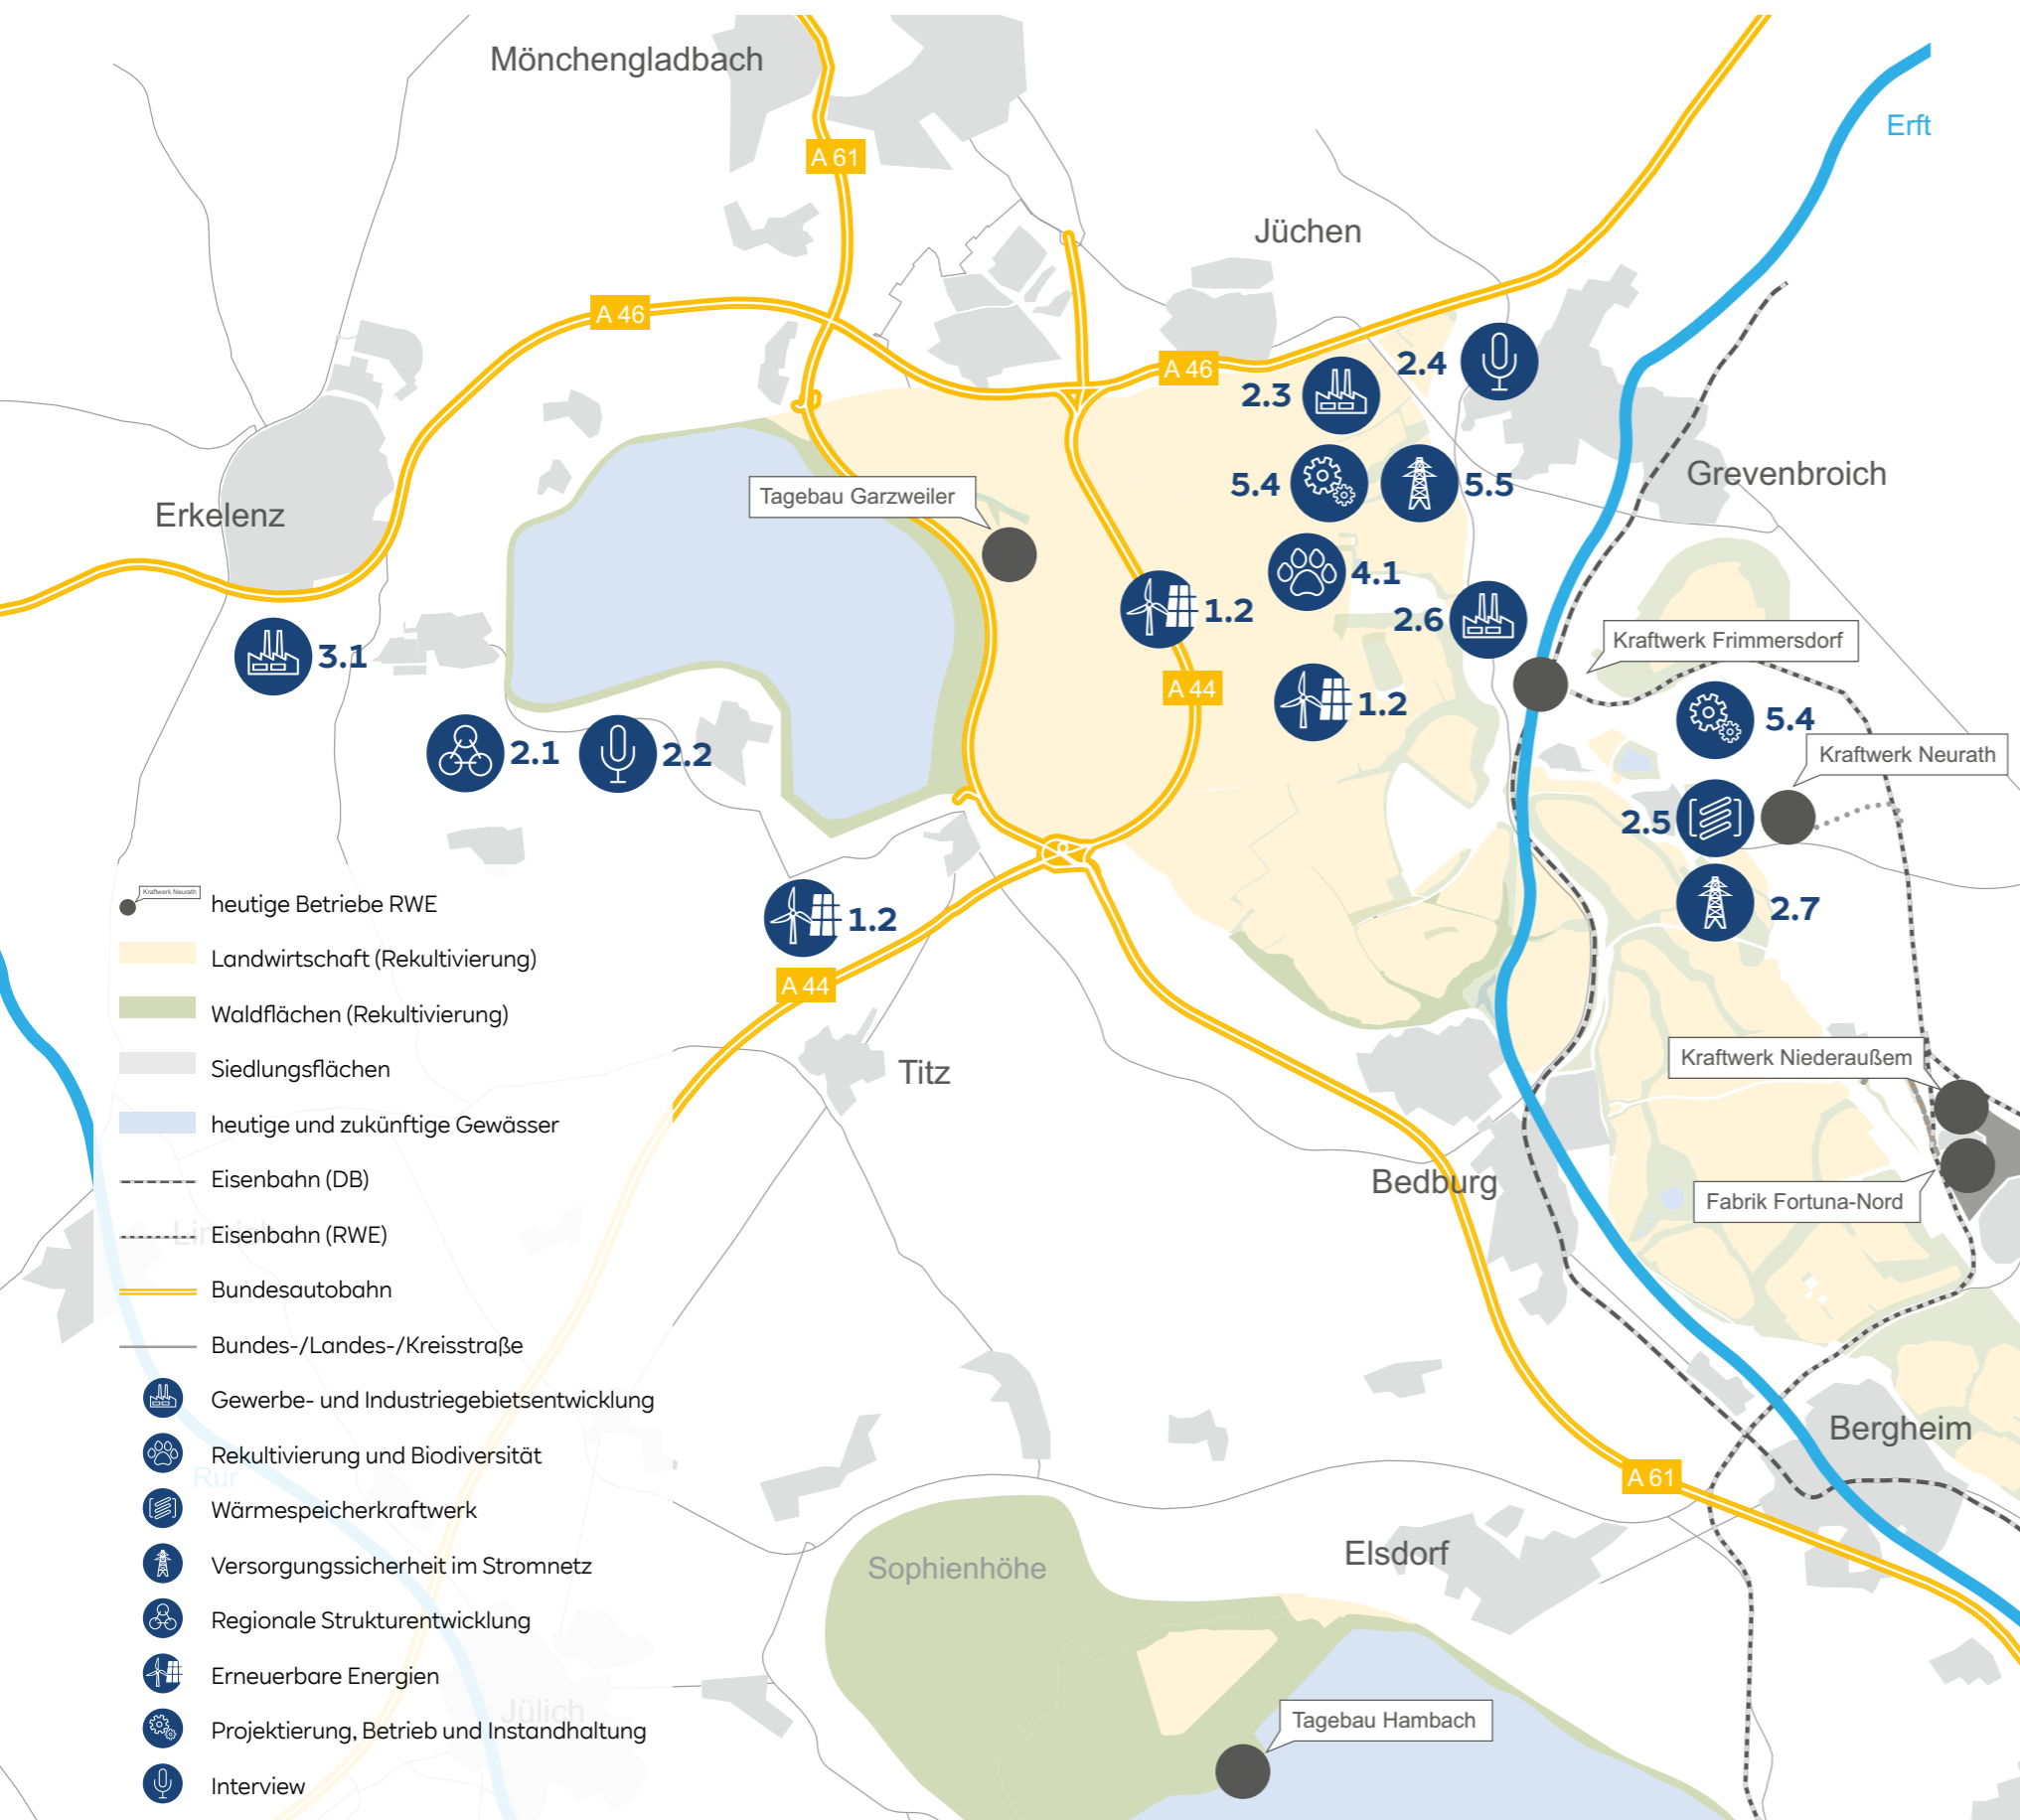 Mönchengladbach
Erft
A 61
Jüchen
A 46
A 46
2.4
2.3
Grevenbroich
Tagebau Garzweiler
5.4
5.5
Erkelenz
4.1
1.2
2.6
Kraftwerk Frimmersdorf
3.1
A 44
1.2
5.4
2.1
2.2
Kraftwerk Neurath
2.5
1.2
2.7
A 44
Titz
Kraftwerk Niederaußem
Bedburg
Fabrik Fortuna-Nord
Bergheim
A 61
Elsdorf
Sophienhöhe
Tagebau Hambach
Kraftwerk Neurath
heutige Betriebe RWE
Landwirtschaft (Rekultivierung)
Waldflächen (Rekultivierung)
Siedlungsflächen
heutige und zukünftige Gewässer
Eisenbahn (DB)
Eisenbahn (RWE)
Bundesautobahn
Bundes-/Landes-/Kreisstraße
Gewerbe- und Industriegebietsentwicklung
Rekultivierung und Biodiversität
Rur
Wärmespeicherkraftwerk
Versorgungssicherheit im Stromnetz
Regionale Strukturentwicklung
Erneuerbare Energien
Jülich
Projektierung, Betrieb und Instandhaltung
Interview